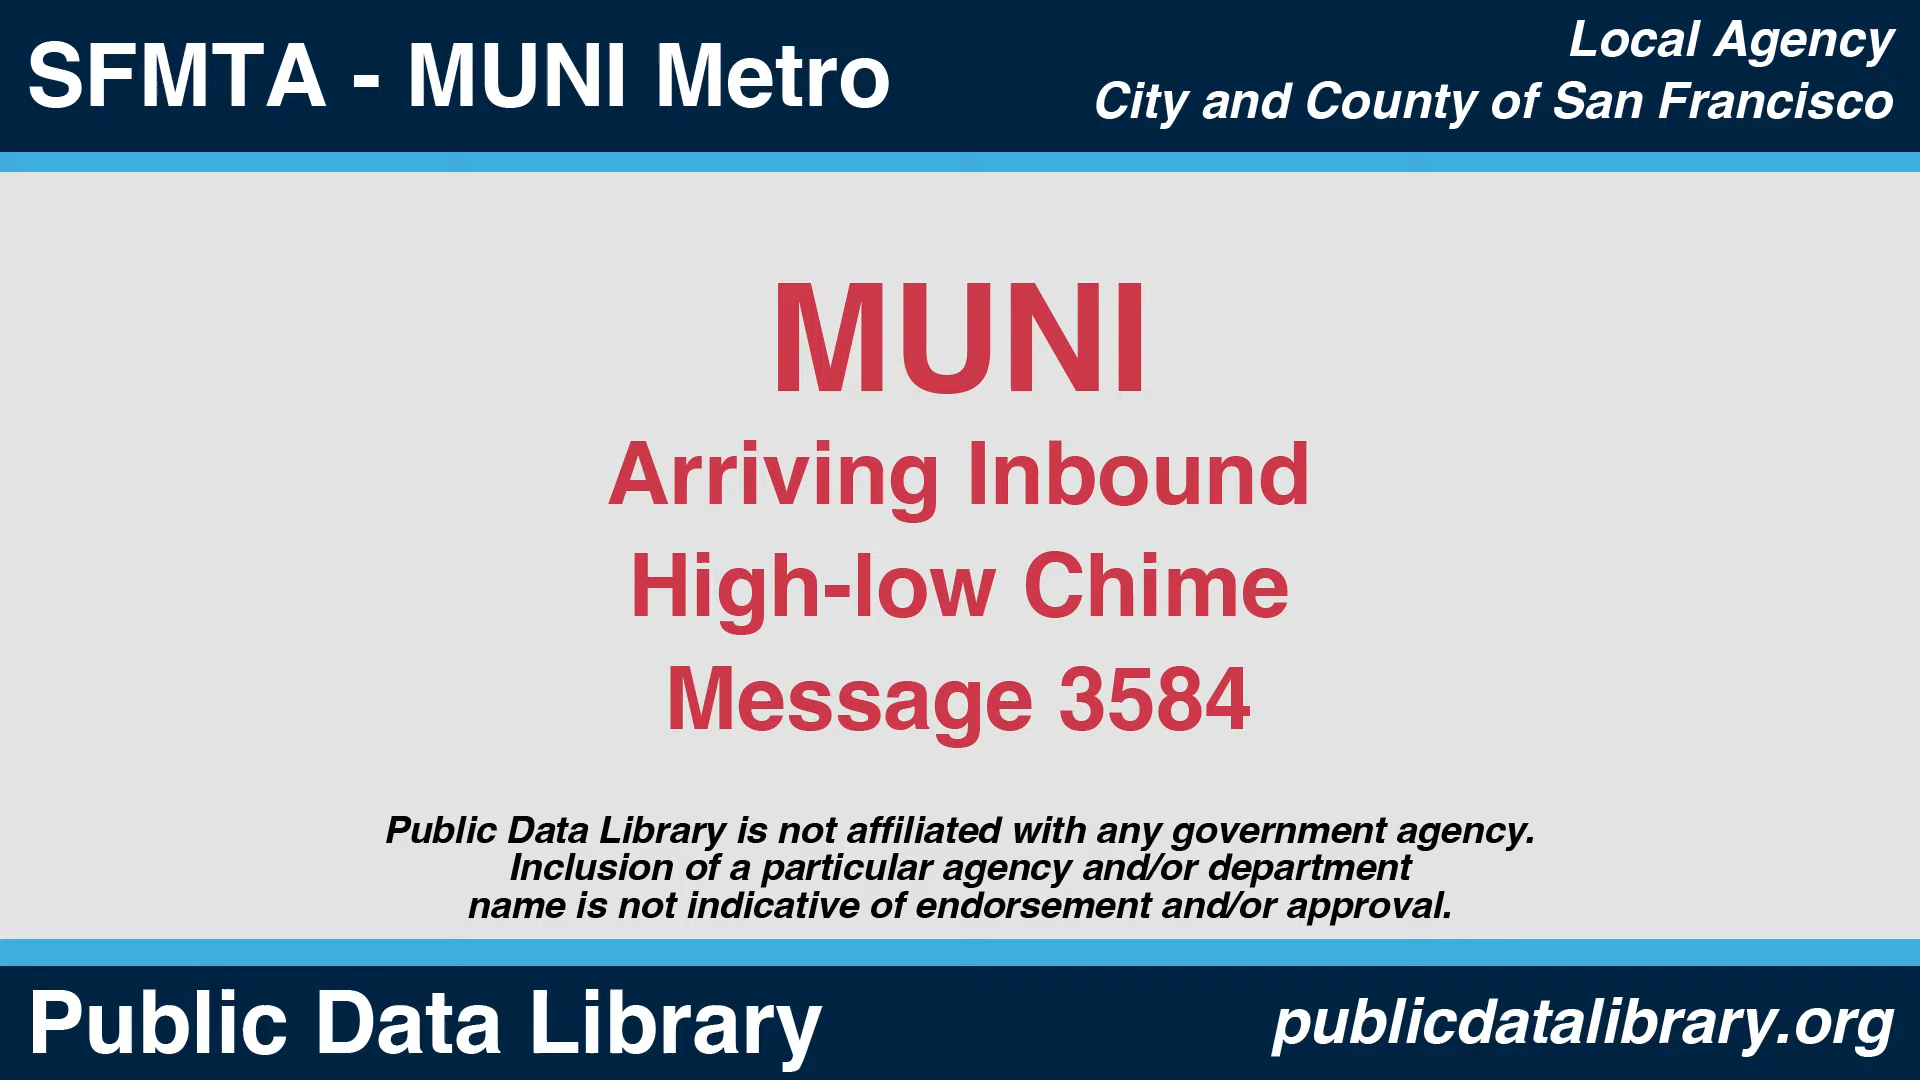 SFMTA - MUNI Metro
Local Agency
City and County of San Francisco
MUNI
Arriving Inbound
High-low Chime
Message 3584
Public Data Library is not affiliated with any government agency.
Inclusion of a particular agency and/or department
name is not indicative of endorsement and/or approval.
Public Data Library
publicdatalibrary.org